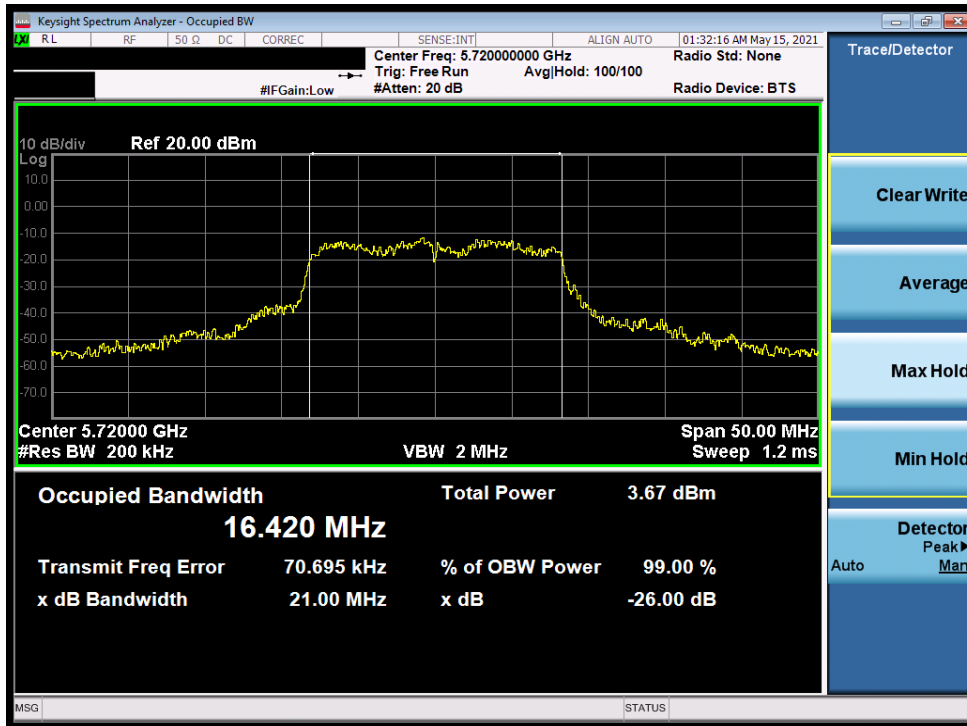 Keysight Spectrum Analyzer - Occupied BW
LXI RL RF 50 Ω DC CORREC SENSE:INT ALIGN AUTO 01:32:16 AM May 15, 2021
Center Freq: 5.720000000 GHz Radio Std: None
Trig: Free Run Avg|Hold: 100/100
#IFGain:Low #Atten: 20 dB Radio Device: BTS
Trace/Detector
10 dB/div Ref 20.00 dBm
Log
10.0
0.00
-10.0
-20.0
-30.0
-40.0
-50.0
-60.0
-70.0
Center 5.72000 GHz Span 50.00 MHz
#Res BW 200 kHz VBW 2 MHz Sweep 1.2 ms
Occupied Bandwidth Total Power 3.67 dBm
16.420 MHz
Transmit Freq Error 70.695 kHz % of OBW Power 99.00 %
x dB Bandwidth 21.00 MHz x dB -26.00 dB
Clear Write
Average
Max Hold
Min Hold
Detector
Peak▶
Auto Man
MSG STATUS